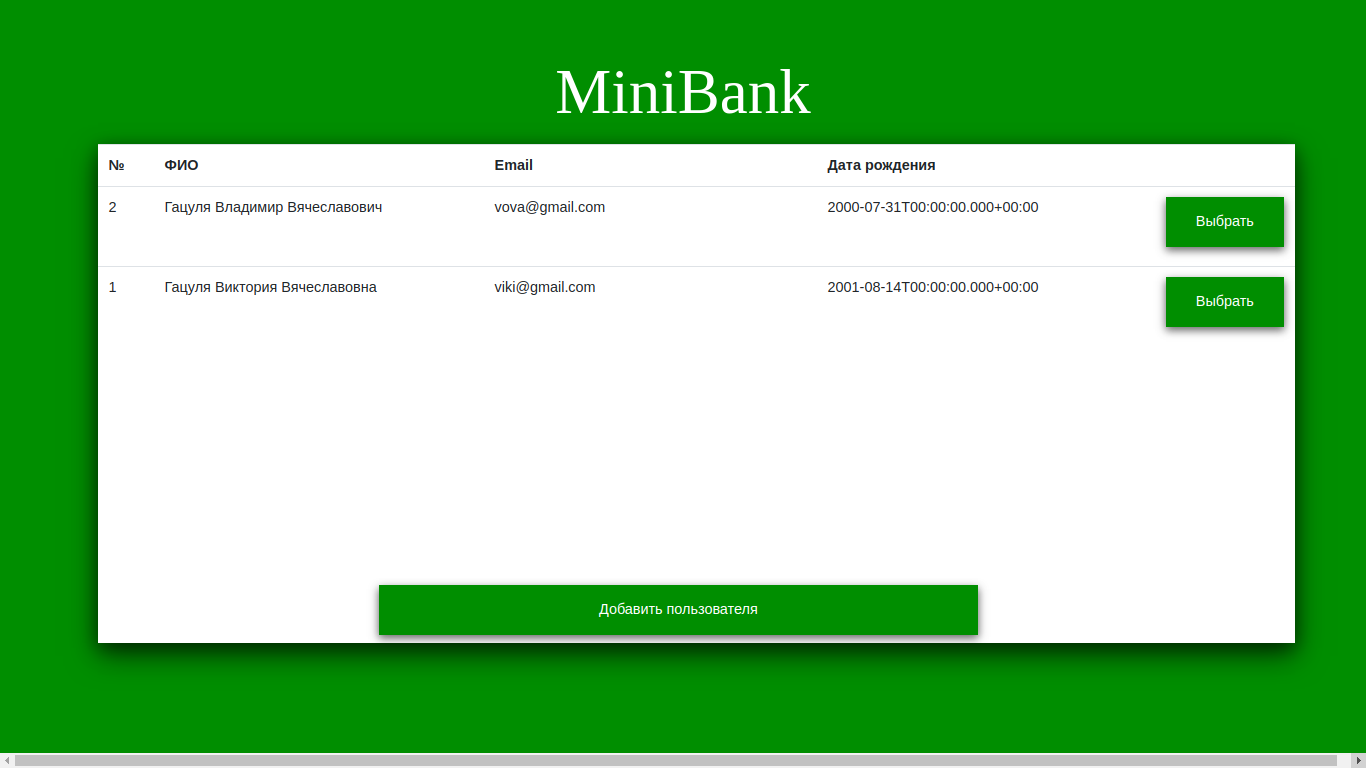 MiniBank
№ ФИО Email Дата рождения
2 Гацуля Владимир Вячеславович vova@gmail.com 2000-07-31T00:00:00.000+00:00 Выбрать
1 Гацуля Виктория Вячеславовна viki@gmail.com 2001-08-14T00:00:00.000+00:00 Выбрать
Добавить пользователя